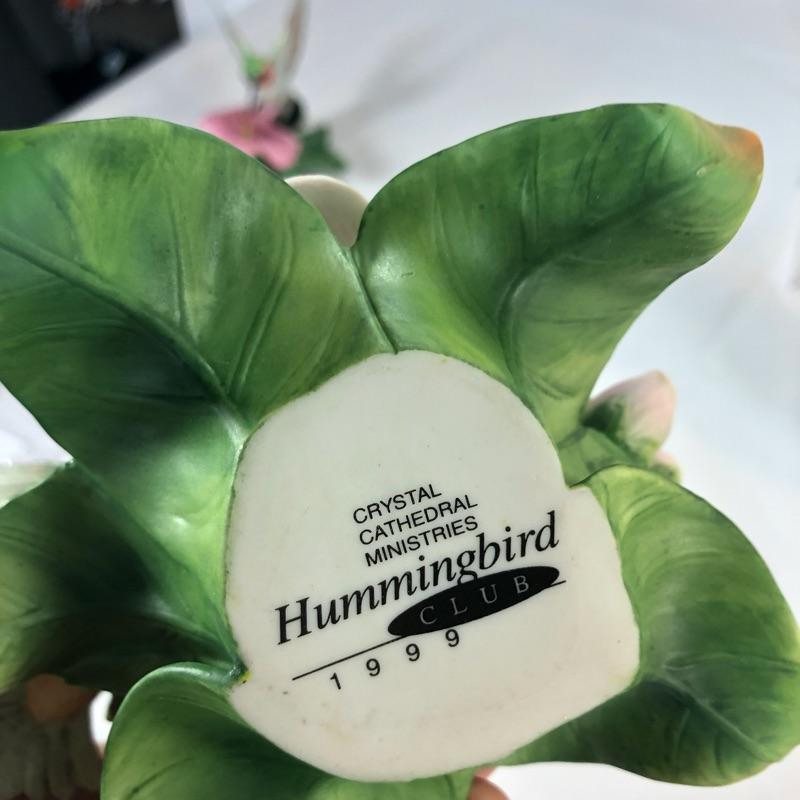 CRYSTAL
CATHEDRAL
MINISTRIES
Hummingbird
CLUB
1999